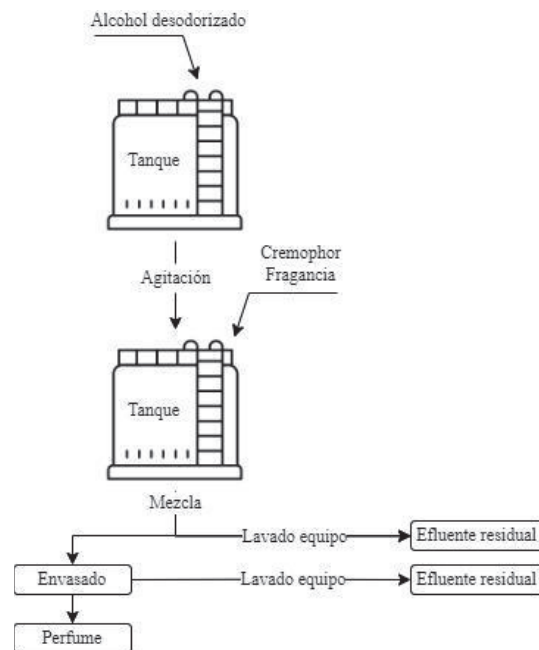 Alcohol desodorizado
Tanque
Cremophor
Fragancia
Agitación
Tanque
Mezcla
Lavado equipo
Efluente residual
Envasado
Lavado equipo
Efluente residual
Perfume